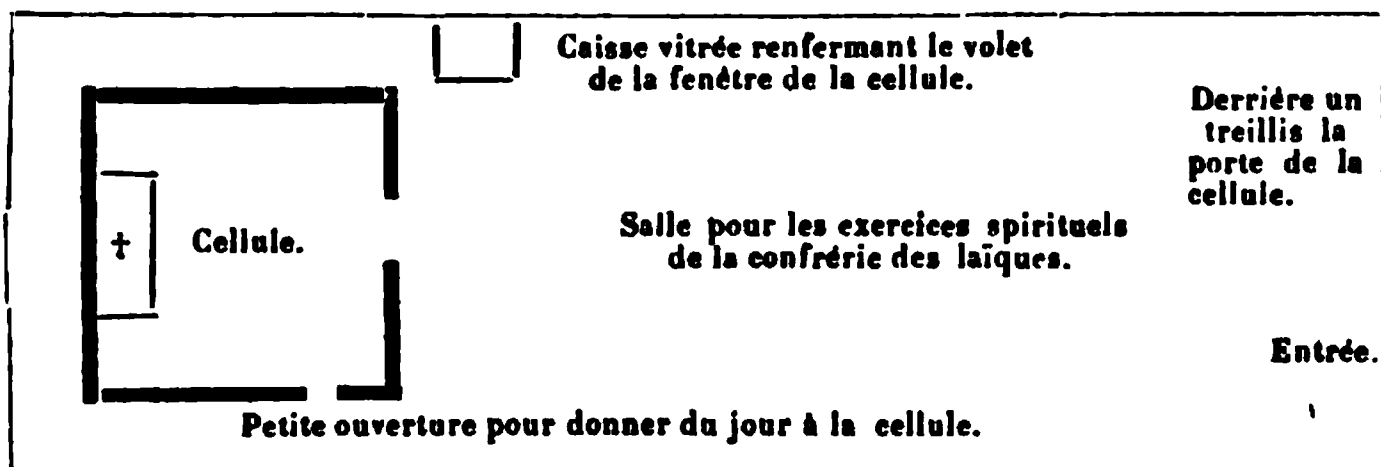 Caisse vitrée renfermant le volet
de la fenêtre de la cellule.
Derriére un
treillis la
porte de la
cellule.
✝ Cellule.
Salle pour les exercices spirituels
de la confrérie des laïques.
Entrée.
Petite ouverture pour donner du jour à la cellule.